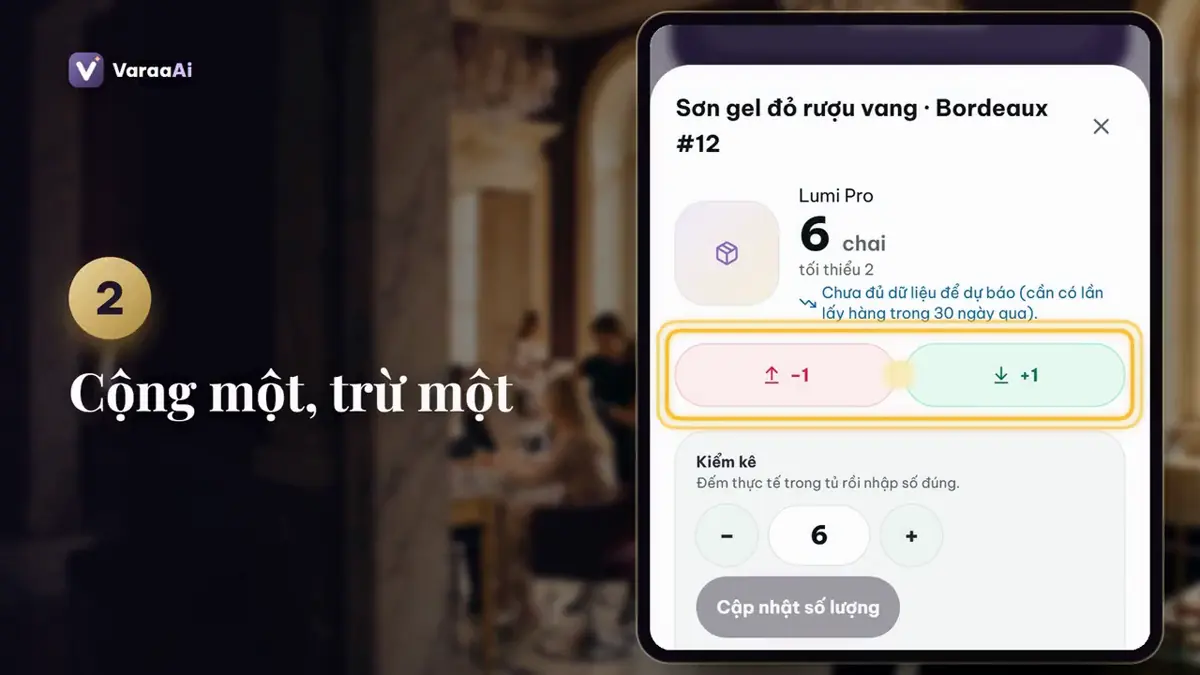 VaraaAi
2
Cộng một, trừ một
Sơn gel đỏ rượu vang · Bordeaux
#12
Lumi Pro
6 chai
tối thiểu 2
Chưa đủ dữ liệu để dự báo (cần có lần
lấy hàng trong 30 ngày qua).
-1
+1
Kiểm kê
Đếm thực tế trong tủ rồi nhập số đúng.
- 6 +
Cập nhật số lượng